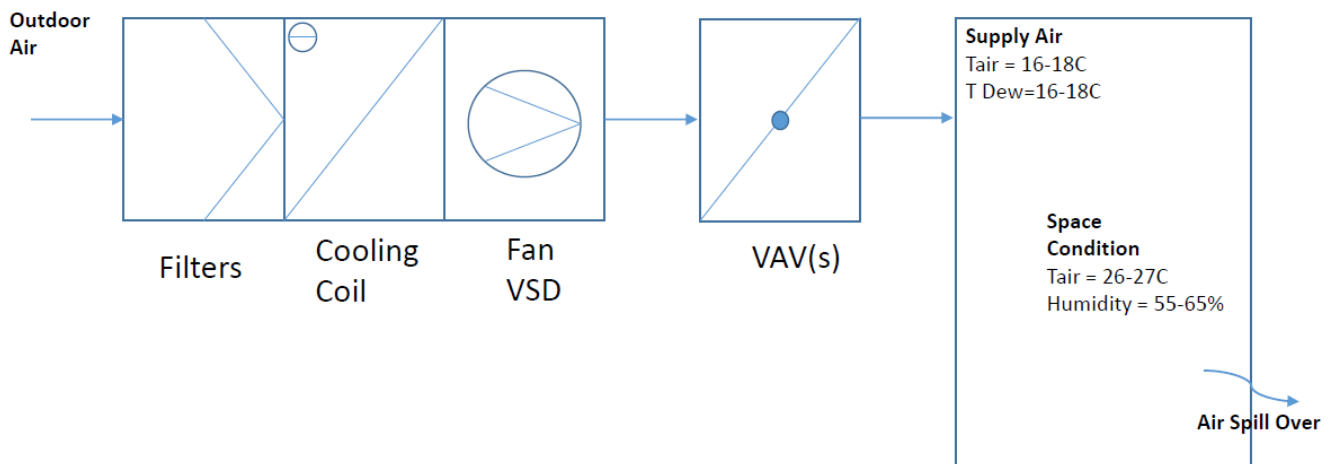 Outdoor
Air
Filters
Cooling
Coil
Fan
VSD
VAV(s)
Supply Air
Tair = 16-18C
T Dew=16-18C
Space
Condition
Tair = 26-27C
Humidity = 55-65%
Air Spill Over